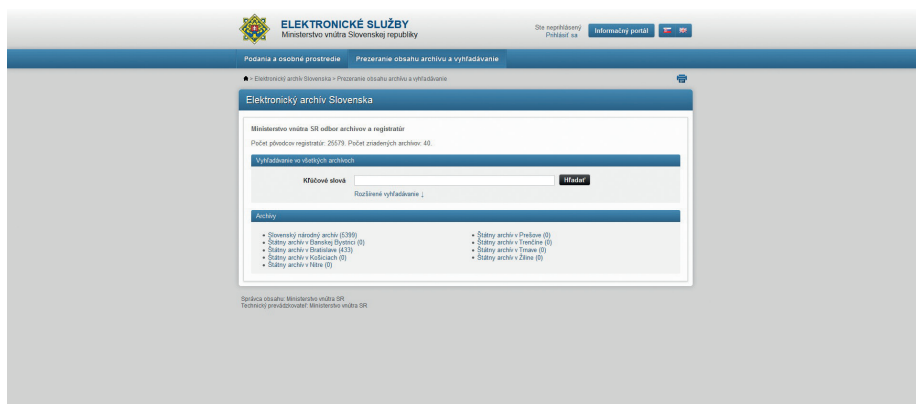 ELEKTRONICKÉ SLUŽBY
Ministerstvo vnútra Slovenskej republiky
Ste neprihlásený
Prihlásiť sa
Informačný portál
Podania a osobné prostredie
Prezeranie obsahu archívu a vyhľadávanie
» Elektronický archív Slovenska » Prezeranie obsahu archívu a vyhľadávanie
Elektronický archív Slovenska
Ministerstvo vnútra SR odbor archívov a registratúr
Počet pôvodcov registratúr: 25579. Počet zriadených archívov: 40.
Vyhľadávanie vo všetkých archívoch
Kľúčové slová
Hľadať
Rozšírené vyhľadávanie ↓
Archívy
• Slovenský národný archív (5399)
• Štátny archív v Banskej Bystrici (0)
• Štátny archív v Bratislave (433)
• Štátny archív v Košiciach (0)
• Štátny archív v Nitre (0)
• Štátny archív v Prešove (0)
• Štátny archív v Trenčíne (0)
• Štátny archív v Trnave (0)
• Štátny archív v Žiline (0)
Správca obsahu: Ministerstvo vnútra SR
Technický prevádzkovateľ: Ministerstvo vnútra SR